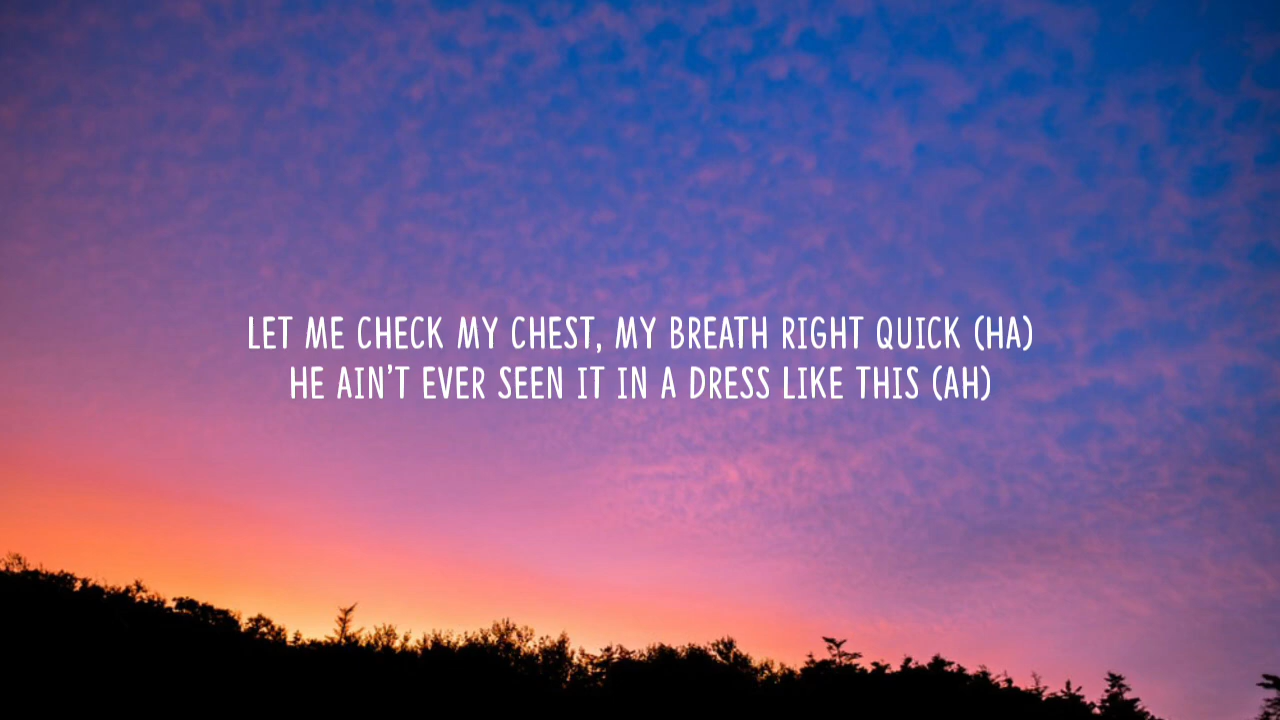 LET ME CHECK MY CHEST, MY BREATH RIGHT QUICK (HA)
HE AIN'T EVER SEEN IT IN A DRESS LIKE THIS (AH)